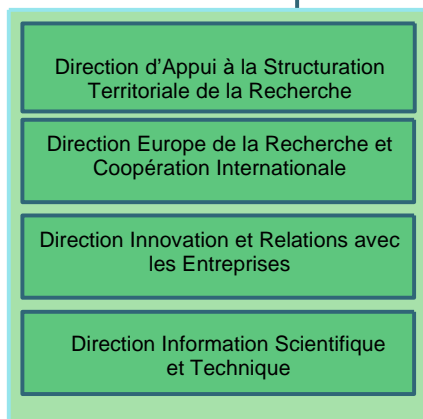 Direction d’Appui à la Structuration
Territoriale de la Recherche
Direction Europe de la Recherche et
Coopération Internationale
Direction Innovation et Relations avec
les Entreprises
Direction Information Scientifique
et Technique